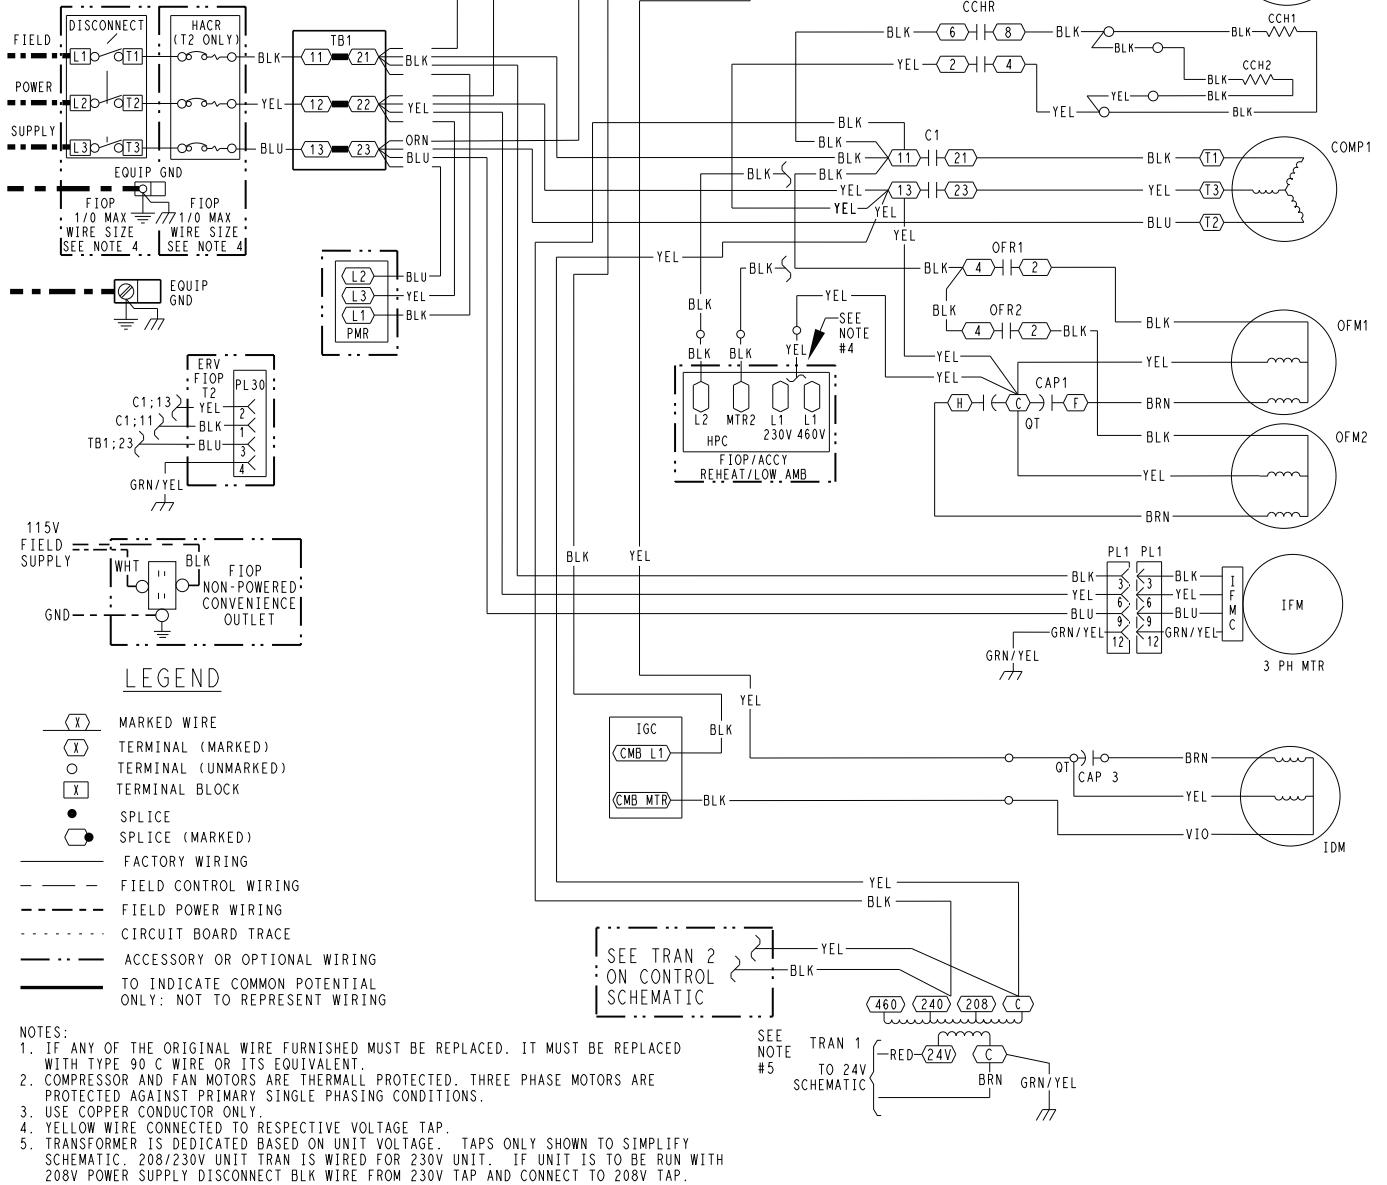 DISCONNECT
HACR
(T2 ONLY)
FIELD
POWER
SUPPLY
L1
T1
L2
T2
L3
T3
BLK
YEL
BLU
TB1
11
21
12
22
13
23
BLK
YEL
ORN
BLU
EQUIP GND
FIOP
1/0 MAX
WIRE SIZE
SEE NOTE 4
FIOP
1/0 MAX
WIRE SIZE
SEE NOTE 4
EQUIP
GND
L2
BLU
L3
YEL
L1
BLK
PMR
ERV
FIOP
T2
PL30
C1;13
YEL
2
C1;11
BLK
1
TB1;23
BLU
3
4
GRN/YEL
115V
FIELD
SUPPLY
WHT
BLK
GND
FIOP
NON-POWERED
CONVENIENCE
OUTLET
CCHR
BLK
6
8
BLK
BLK
BLK
CCH1
YEL
2
4
YEL
BLK
CCH2
YEL
BLK
BLK
BLK
C1
BLK
BLK
11
21
BLK
T1
COMP1
BLK
BLK
YEL
13
23
YEL
T3
YEL
YEL
BLU
T2
YEL
YEL
BLK
BLK
OFR1
4
2
BLK
OFR2
4
2
BLK
BLK
OFM1
YEL
BRN
YEL
SEE
NOTE
#4
BLK
BLK
BLK
YEL
YEL
YEL
H
C
CAP1
F
QT
L2
MTR2
L1
230V
L1
460V
HPC
FIOP/ACCY
REHEAT/LOW AMB
BLK
OFM2
YEL
BRN
BLK
YEL
PL1
PL1
BLK
3
3
BLK
YEL
6
6
YEL
BLU
9
9
BLU
GRN/YEL
12
12
GRN/YEL
IFMC
IFM
3 PH MTR
GRN/YEL
YEL
BLK
IGC
CMB L1
CMB MTR
BLK
QT
CAP 3
BRN
YEL
VIO
IDM
YEL
BLK
SEE TRAN 2
ON CONTROL
SCHEMATIC
YEL
BLK
460
240
208
C
SEE
NOTE
#5
TRAN 1
TO 24V
SCHEMATIC
RED
24V
C
BRN
GRN/YEL
LEGEND
X MARKED WIRE
X TERMINAL (MARKED)
TERMINAL (UNMARKED)
X TERMINAL BLOCK
SPLICE
SPLICE (MARKED)
FACTORY WIRING
FIELD CONTROL WIRING
FIELD POWER WIRING
CIRCUIT BOARD TRACE
ACCESSORY OR OPTIONAL WIRING
TO INDICATE COMMON POTENTIAL
ONLY: NOT TO REPRESENT WIRING
NOTES:
1. IF ANY OF THE ORIGINAL WIRE FURNISHED MUST BE REPLACED. IT MUST BE REPLACED
WITH TYPE 90 C WIRE OR ITS EQUIVALENT.
2. COMPRESSOR AND FAN MOTORS ARE THERMALL PROTECTED. THREE PHASE MOTORS ARE
PROTECTED AGAINST PRIMARY SINGLE PHASING CONDITIONS.
3. USE COPPER CONDUCTOR ONLY.
4. YELLOW WIRE CONNECTED TO RESPECTIVE VOLTAGE TAP.
5. TRANSFORMER IS DEDICATED BASED ON UNIT VOLTAGE. TAPS ONLY SHOWN TO SIMPLIFY
SCHEMATIC. 208/230V UNIT TRAN IS WIRED FOR 230V UNIT. IF UNIT IS TO BE RUN WITH
208V POWER SUPPLY DISCONNECT BLK WIRE FROM 230V TAP AND CONNECT TO 208V TAP.